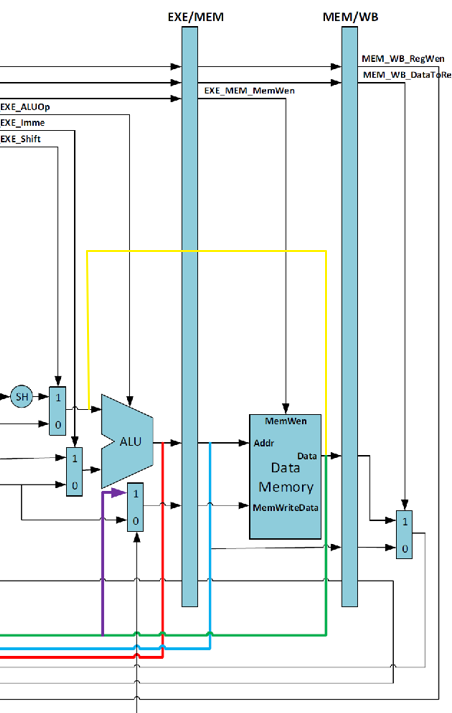 EXE/MEM MEM/WB
MEM_WB_RegWen
MEM_WB_DataToRe
EXE_MEM_MemWen
EXE_ALUOp
EXE_Imme
EXE_Shift
SH
1
0
ALU
1
0
MemWen
Addr
Data
Data
Memory
MemWriteData
1
0
1
0